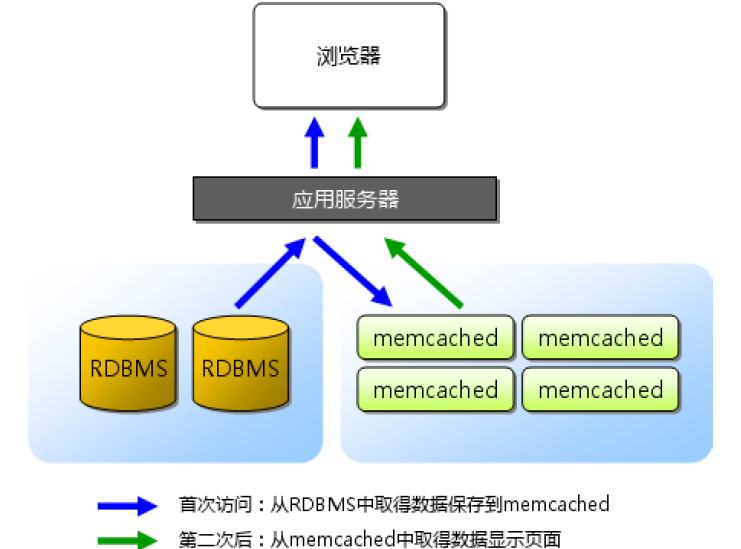 浏览器
应用服务器
RDBMS
RDBMS
memcached
memcached
memcached
memcached
首次访问：从RDBMS中取得数据保存到memcached
第二次后：从memcached中取得数据显示页面